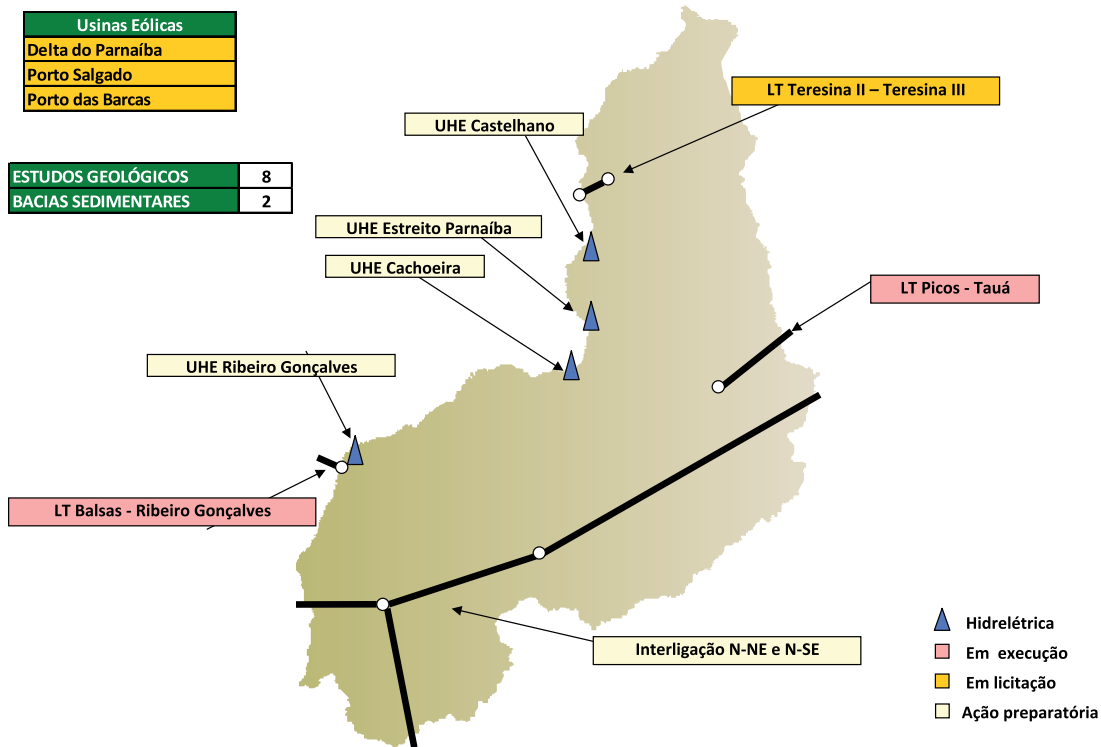 Usinas Eólicas
Delta do Parnaíba
Porto Salgado
Porto das Barcas
ESTUDOS GEOLÓGICOS 8
BACIAS SEDIMENTARES 2
LT Teresina II – Teresina III
UHE Castelhano
UHE Estreito Parnaíba
UHE Cachoeira
LT Picos - Tauá
UHE Ribeiro Gonçalves
LT Balsas - Ribeiro Gonçalves
Interligação N-NE e N-SE
Hidrelétrica
Em execução
Em licitação
Ação preparatória